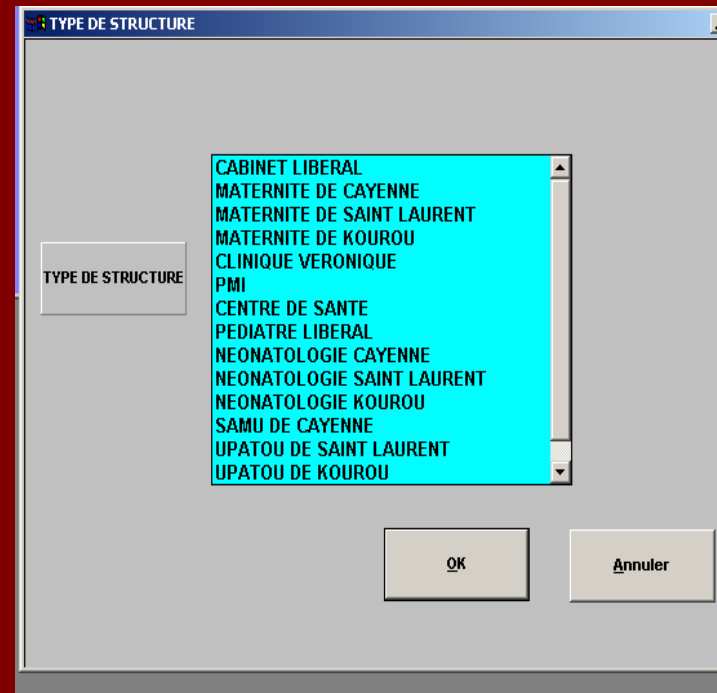 TYPE DE STRUCTURE
CABINET LIBERAL
MATERNITE DE CAYENNE
MATERNITE DE SAINT LAURENT
MATERNITE DE KOUROU
CLINIQUE VERONIQUE
TYPE DE STRUCTURE
PMI
CENTRE DE SANTE
PEDIATRE LIBERAL
NEONATOLOGIE CAYENNE
NEONATOLOGIE SAINT LAURENT
NEONATOLOGIE KOUROU
SAMU DE CAYENNE
UPATOU DE SAINT LAURENT
UPATOU DE KOUROU
OK
Annuler